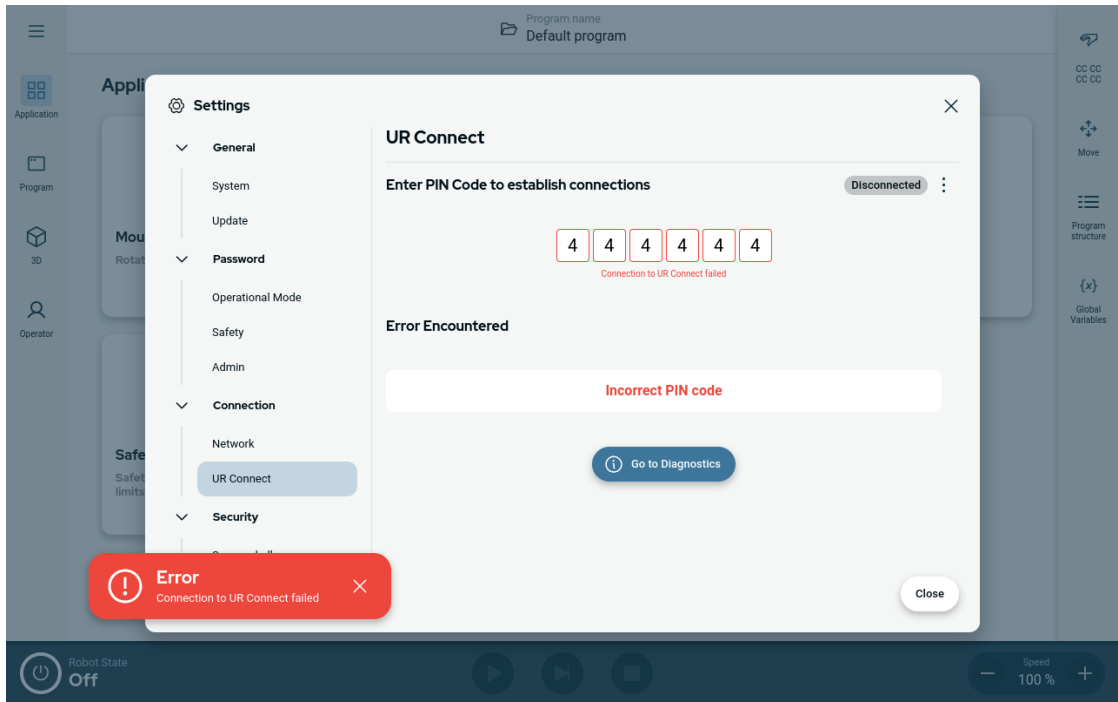 Program name
Default program
Application
Program
3D
Operator
Appli
Mou
Rotat
Safe
Safet
limits
Settings
General
System
Update
Password
Operational Mode
Safety
Admin
Connection
Network
UR Connect
Security
UR Connect
Enter PIN Code to establish connections
Disconnected
4 4 4 4 4 4
Connection to UR Connect failed
Error Encountered
Incorrect PIN code
Go to Diagnostics
Close
CC CC
CC CC
Move
Program
structure
{x}
Global
Variables
Error
Connection to UR Connect failed
Robot State
Off
Speed
100 %